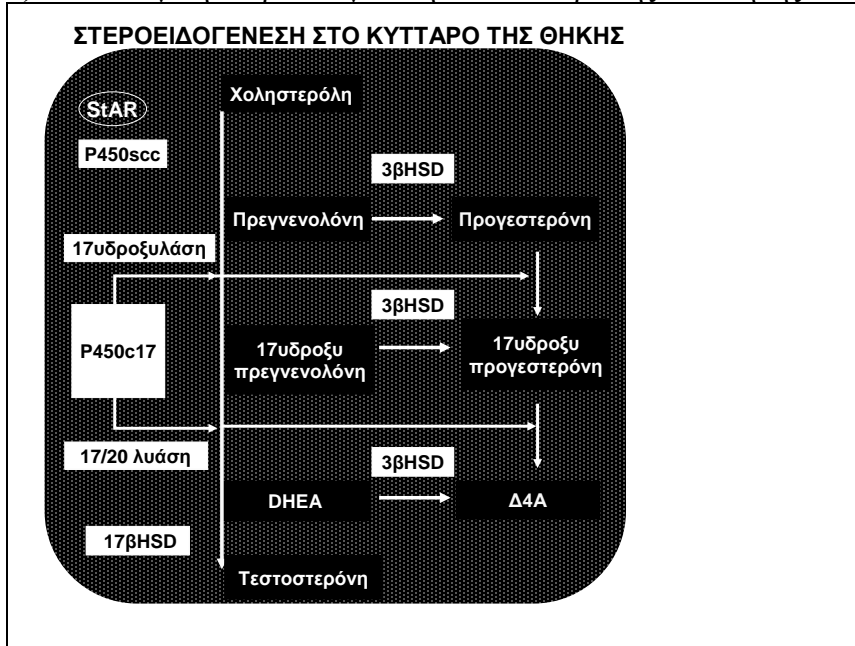 ΣΤΕΡΟΕΙΔΟΓΕΝΕΣΗ ΣΤΟ ΚΥΤΤΑΡΟ ΤΗΣ ΘΗΚΗΣ
StAR
Χοληστερόλη
P450scc
3βHSD
Πρεγνενολόνη
Προγεστερόνη
17υδροξυλάση
3βHSD
P450c17
17υδροξυ
πρεγνενολόνη
17υδροξυ
προγεστερόνη
17/20 λυάση
3βHSD
DHEA
Δ4Α
17βHSD
Τεστοστερόνη